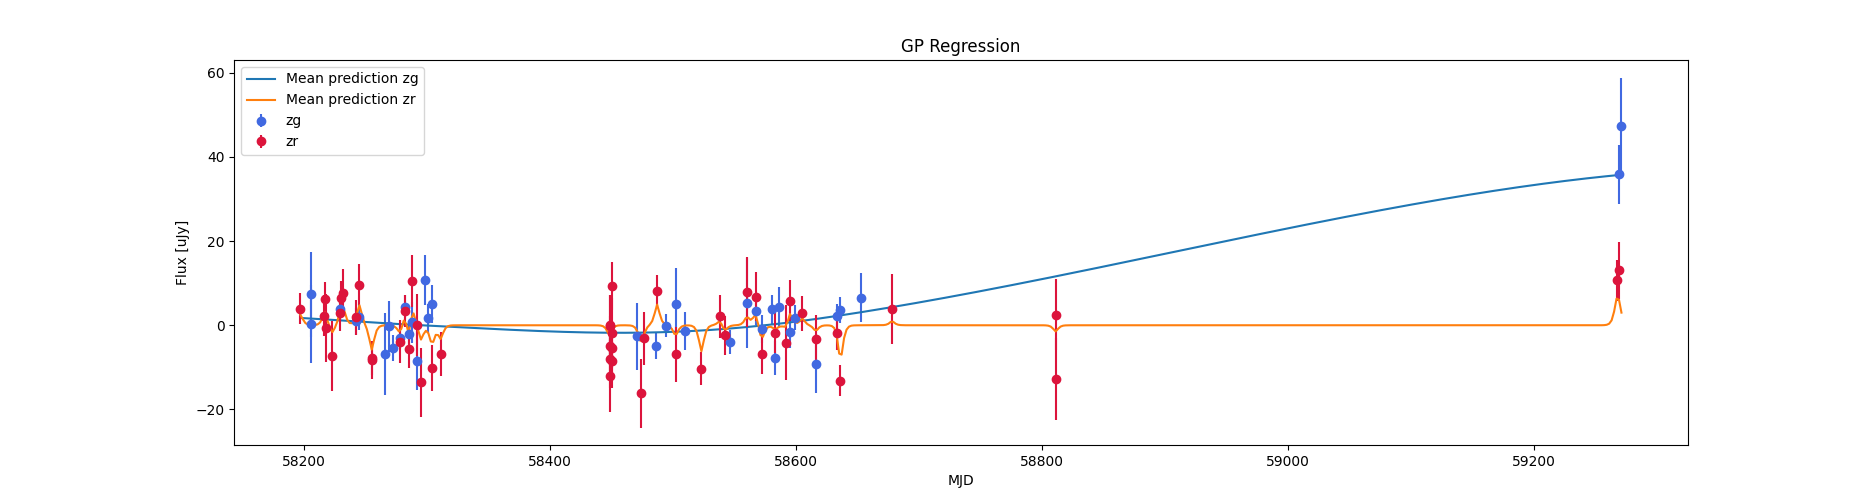 GP Regression
Mean prediction zg
Mean prediction zr
zg
zr
60
40
20
0
−20
Flux [uJy]
58200
58400
58600
58800
59000
59200
MJD